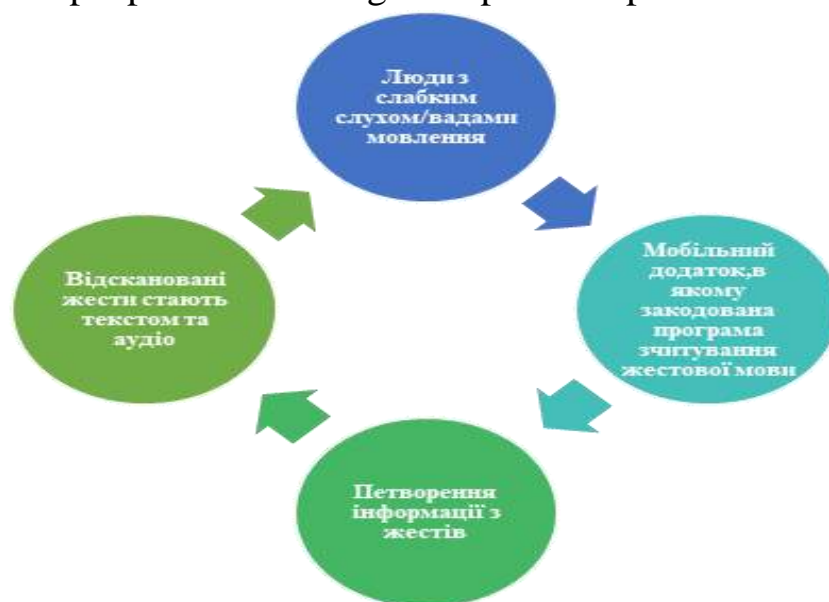 Люди з
слабким
слухом/вадами
мовлення
Мобільний
додаток,в
якому
закодована
програма
зчитування
жестової мови
Петворення
інформації з
жестів
Відскановані
жести стають
текстом та
аудіо